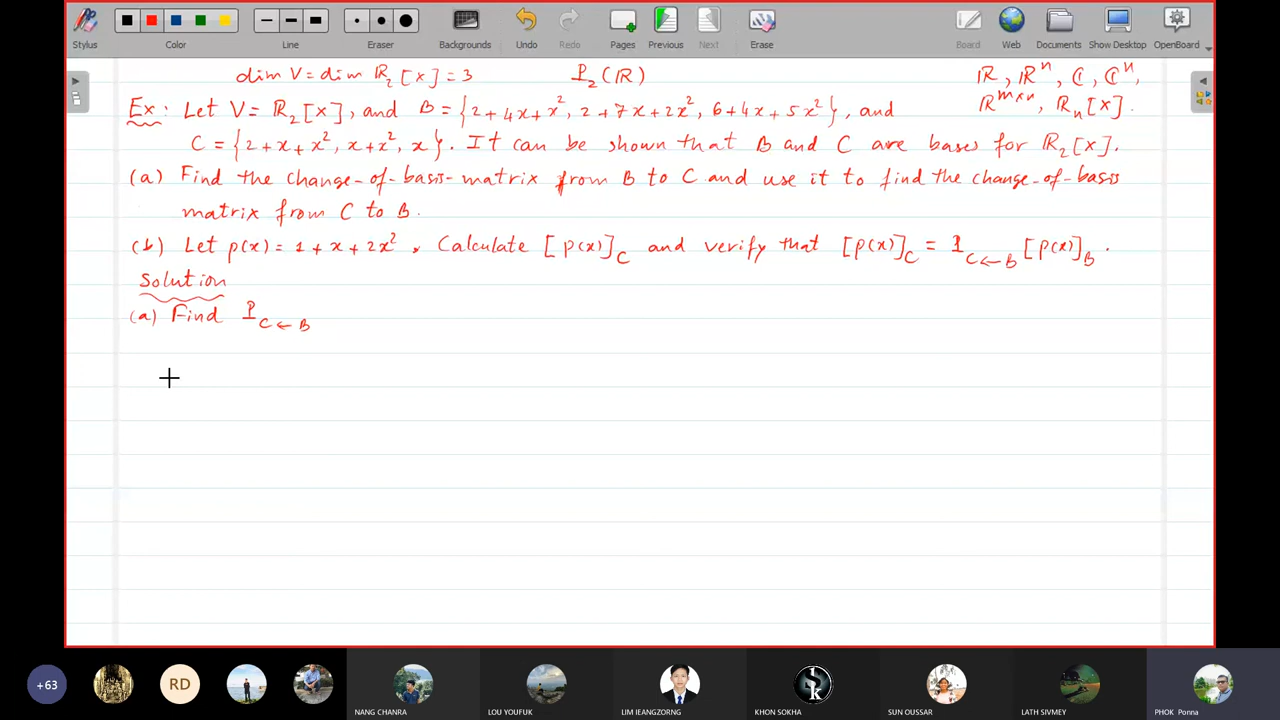 Stylus Color Line Eraser Backgrounds Undo Redo Pages Previous Next Erase Board Web Documents Show Desktop OpenBoard
dim V = dim ℝ₂[x] = 3 P₂(ℝ) ℝ, ℝⁿ, ℂ, ℂⁿ,
ℝᵐˣⁿ, ℝₙ[x].
Ex: Let V = ℝ₂[x], and B = {2+4x+x², 2+7x+2x², 6+4x+5x²}, and
C = {2+x+x², x+x², x}. It can be shown that B and C are bases for ℝ₂[x].
(a) Find the change-of-basis-matrix from B to C and use it to find the change-of-basis
matrix from C to B.
(b) Let p(x) = 1+x+2x². Calculate [p(x)]_C and verify that [p(x)]_C = P_{C←B} [p(x)]_B.
Solution
(a) Find P_{C←B}
+63 RD NANG CHANRA LOU YOUFUK LIM IEANGZORNG KHON SOKHA SUN OUSSAR LATH SIVMEY PHOK Ponna